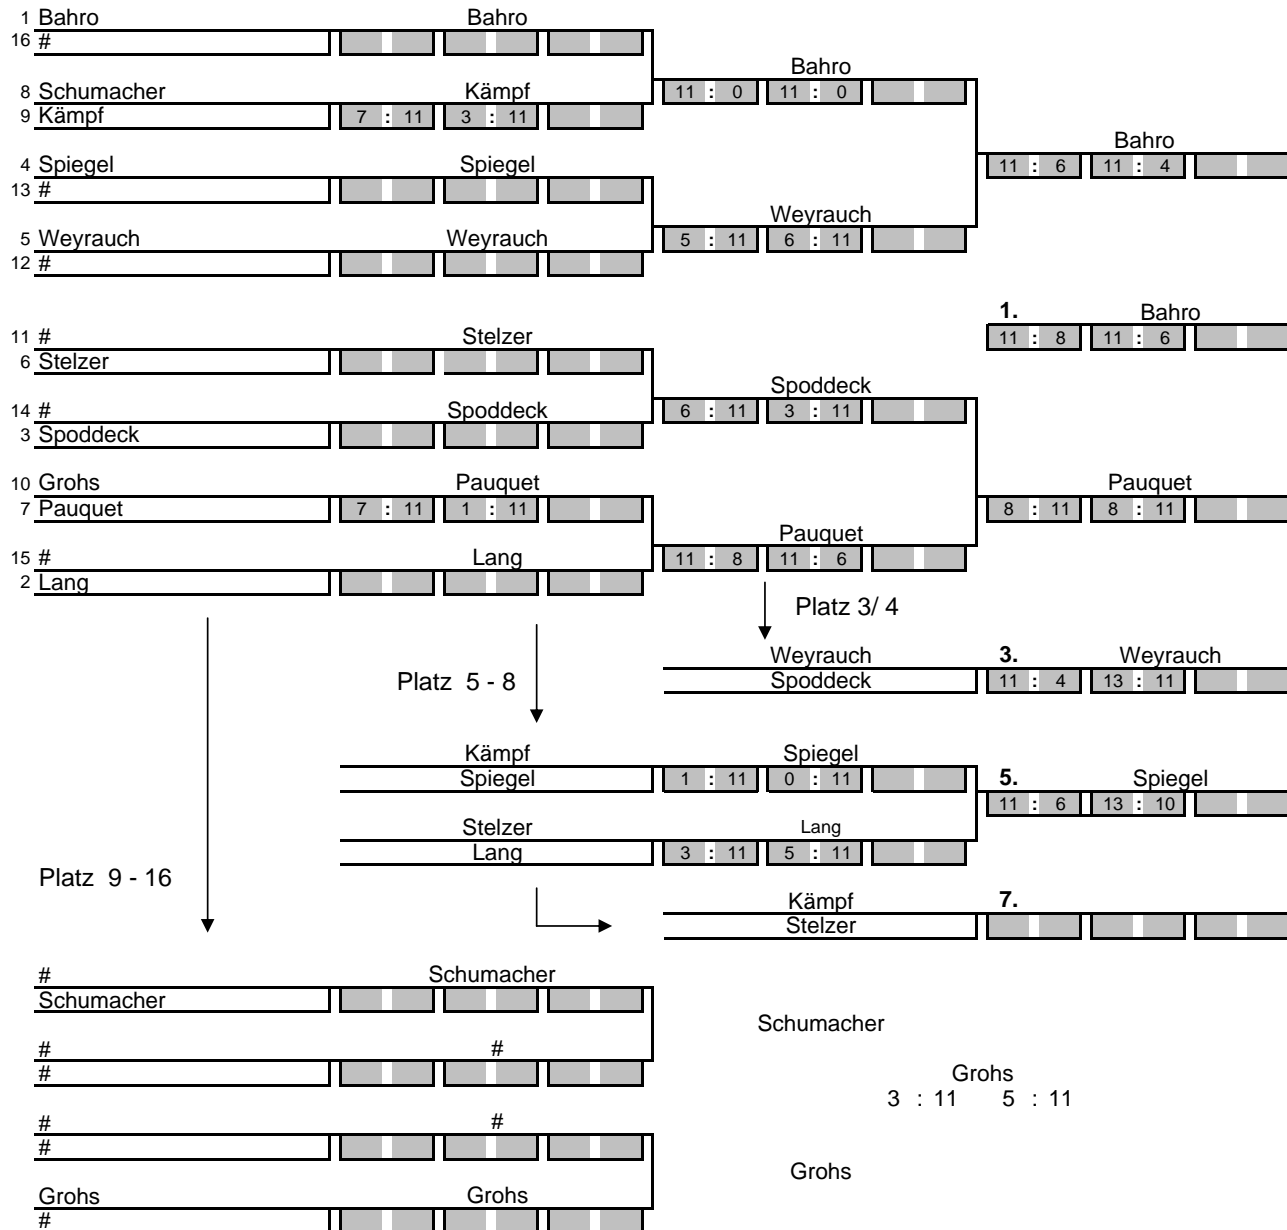 1 Bahro Bahro
16 #
Bahro
8 Schumacher Kämpf 11 : 0 11 : 0
9 Kämpf 7 : 11 3 : 11
Bahro
4 Spiegel Spiegel 11 : 6 11 : 4
13 #
Weyrauch
5 Weyrauch Weyrauch 5 : 11 6 : 11
12 #
1. Bahro
11 # Stelzer 11 : 8 11 : 6
6 Stelzer
Spoddeck
14 # Spoddeck 6 : 11 3 : 11
3 Spoddeck
10 Grohs Pauquet Pauquet
7 Pauquet 7 : 11 1 : 11 8 : 11 8 : 11
Pauquet
15 # Lang 11 : 8 11 : 6
2 Lang
Platz 3/ 4
Weyrauch 3. Weyrauch
Platz 5 - 8 Spoddeck 11 : 4 13 : 11
Kämpf Spiegel
Spiegel 1 : 11 0 : 11 5. Spiegel
11 : 6 13 : 10
Stelzer Lang
Lang 3 : 11 5 : 11
Platz 9 - 16
Kämpf 7.
Stelzer
# Schumacher
Schumacher
Schumacher
# #
#
Grohs
3 : 11 5 : 11
# #
#
Grohs
Grohs Grohs
#